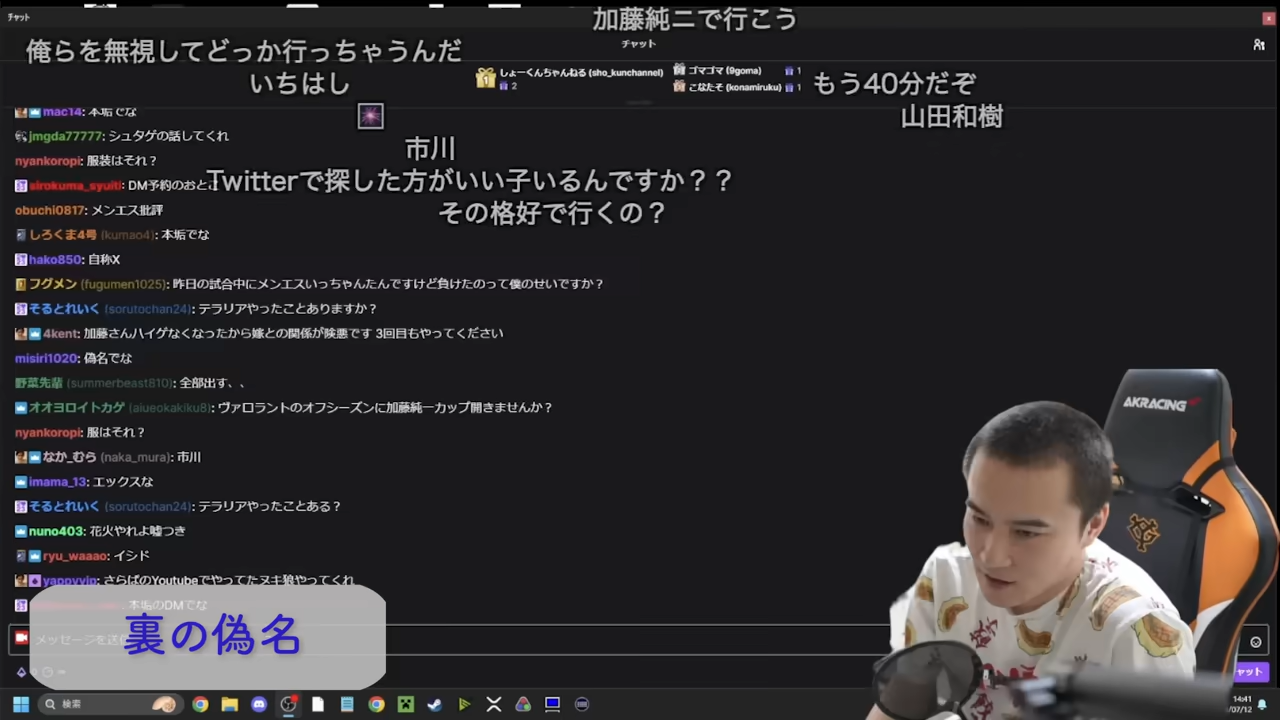 チャット
加藤純ニで行こう
チャット
俺らを無視してどっか行っちゃうんだ
いちはし
しょーくんちゃんねる (sho_kunchannel)
2
ゴマゴマ (9goma) 1
こなたそ (konamiruku) 1
もう40分だぞ
山田和樹
mac14: 本垢でな
jmgda77777: シュタゲの話してくれ
市川
nyankoropi: 服装はそれ？
airokuma_syuiti: DM予約のおとこ
Twitterで探した方がいい子いるんですか？？
obuchi0817: メンエス批評
その格好で行くの？
しろくま4号 (kumao4): 本垢でな
hako850: 自称X
フグメン (fugumen1025): 昨日の試合中にメンエスいっちゃんたんですけど負けたのって僕のせいですか？
そるとれいく (sorutochan24): テラリアやったことありますか？
4kent: 加藤さんハイゲなくなったから嫁との関係が険悪です 3回目もやってください
misiri1020: 偽名でな
野菜先輩 (summerbeast810): 全部出す、、
オオヨロイトカゲ (aiueokakiku8): ヴァロラントのオフシーズンに加藤純一カップ開きませんか？
nyankoropi: 服はそれ？
なか_むら (naka_mura): 市川
imama_13: エックスな
そるとれいく (sorutochan24): テラリアやったことある？
nuno403: 花火やれよ嘘つき
ryu_waaao: イシド
yappyvip: さらばのYoutubeでやってたヌキ狼やってくれ
本垢のDMでな
裏の偽名
メッセージを送
ャット
検索
14:41
/07/12
AKRACING